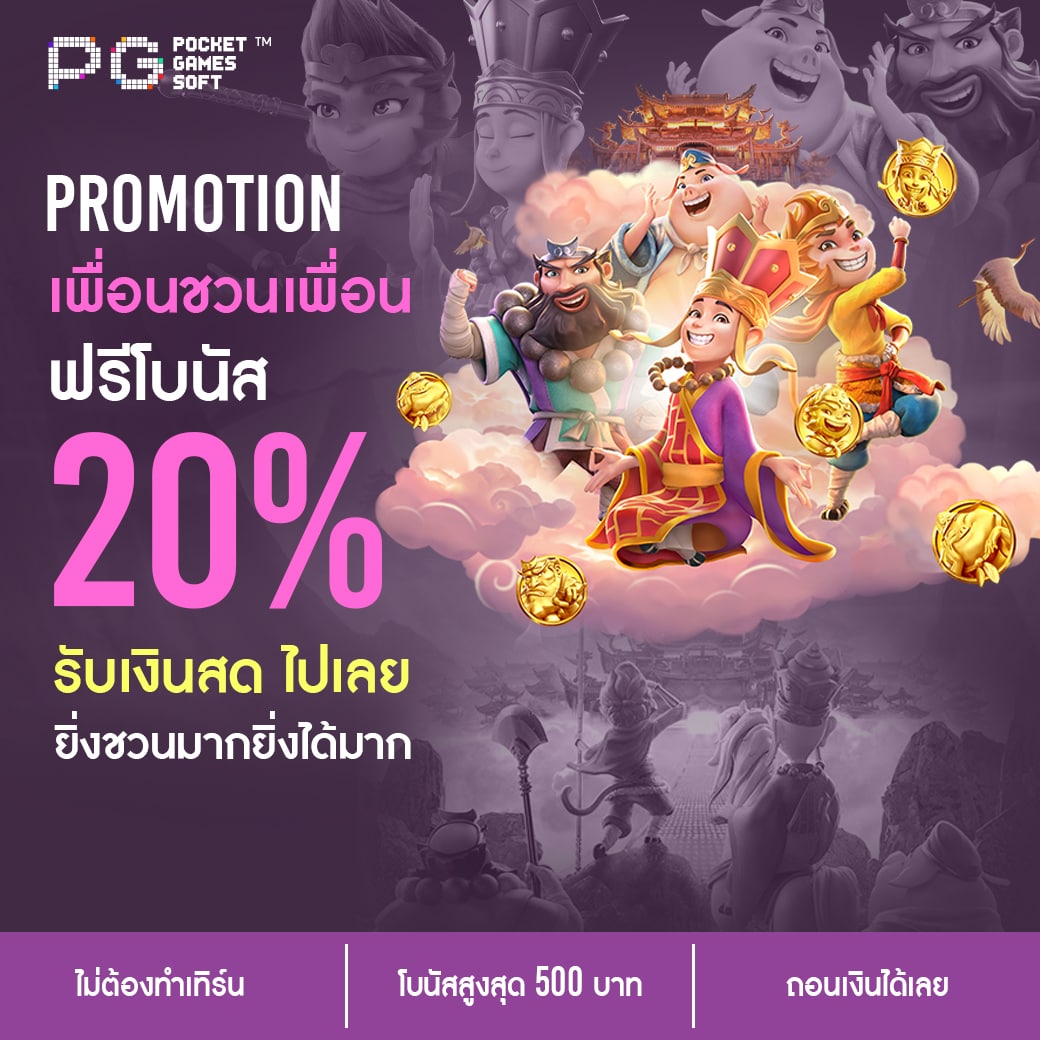 PG POCKET GAMES SOFT ™
PROMOTION
เพื่อนชวนเพื่อน
ฟรีโบนัส
20%
รับเงินสด ไปเลย
ยิ่งชวนมากยิ่งได้มาก
ไม่ต้องทำเทิร์น
โบนัสสูงสุด 500 บาท
ถอนเงินได้เลย